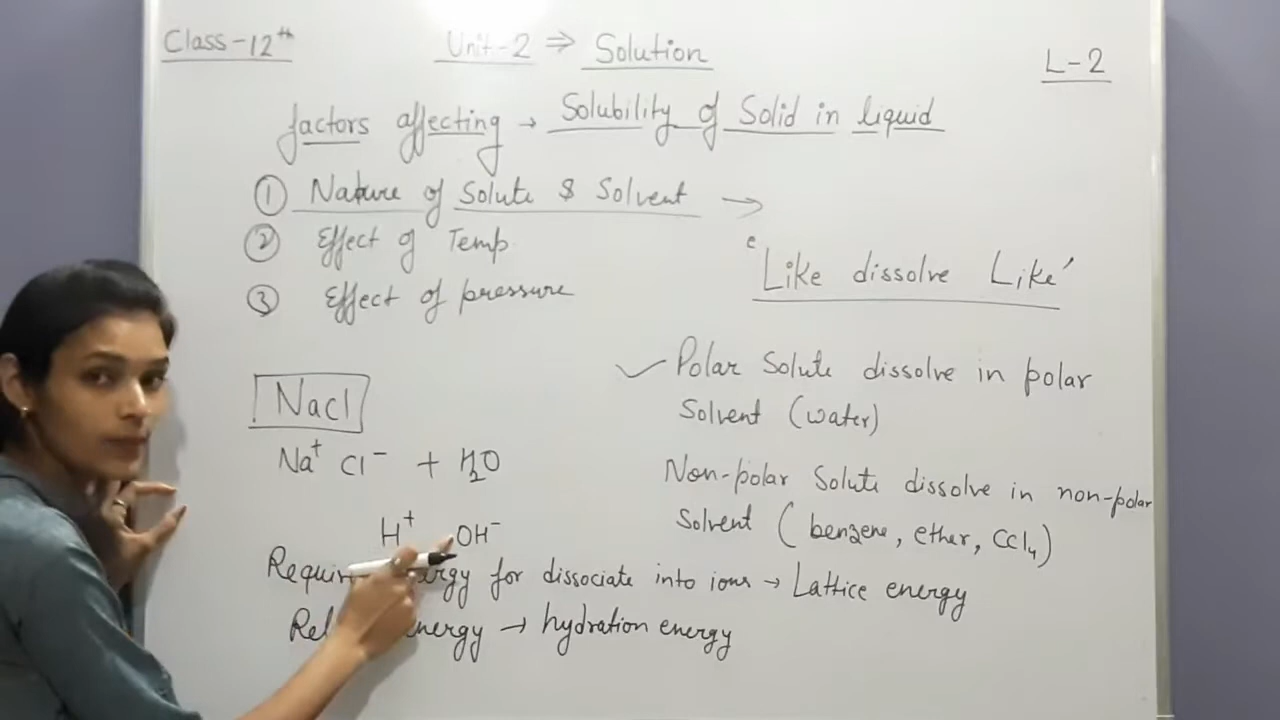 Class-12th
Unit-2 ⇒ Solution
L-2
factors affecting → Solubility of Solid in liquid
① Nature of Solute & Solvent →
② Effect of Temp
③ Effect of pressure
'Like dissolve Like'
✓ Polar Solute dissolve in polar
Solvent (water)
Non-polar Solute dissolve in non-polar
Solvent (benzene, ether, CCl₄)
NaCl
Na⁺ Cl⁻ + H₂O
H⁺ OH⁻
for dissociate into ions → Lattice energy
→ hydration energy